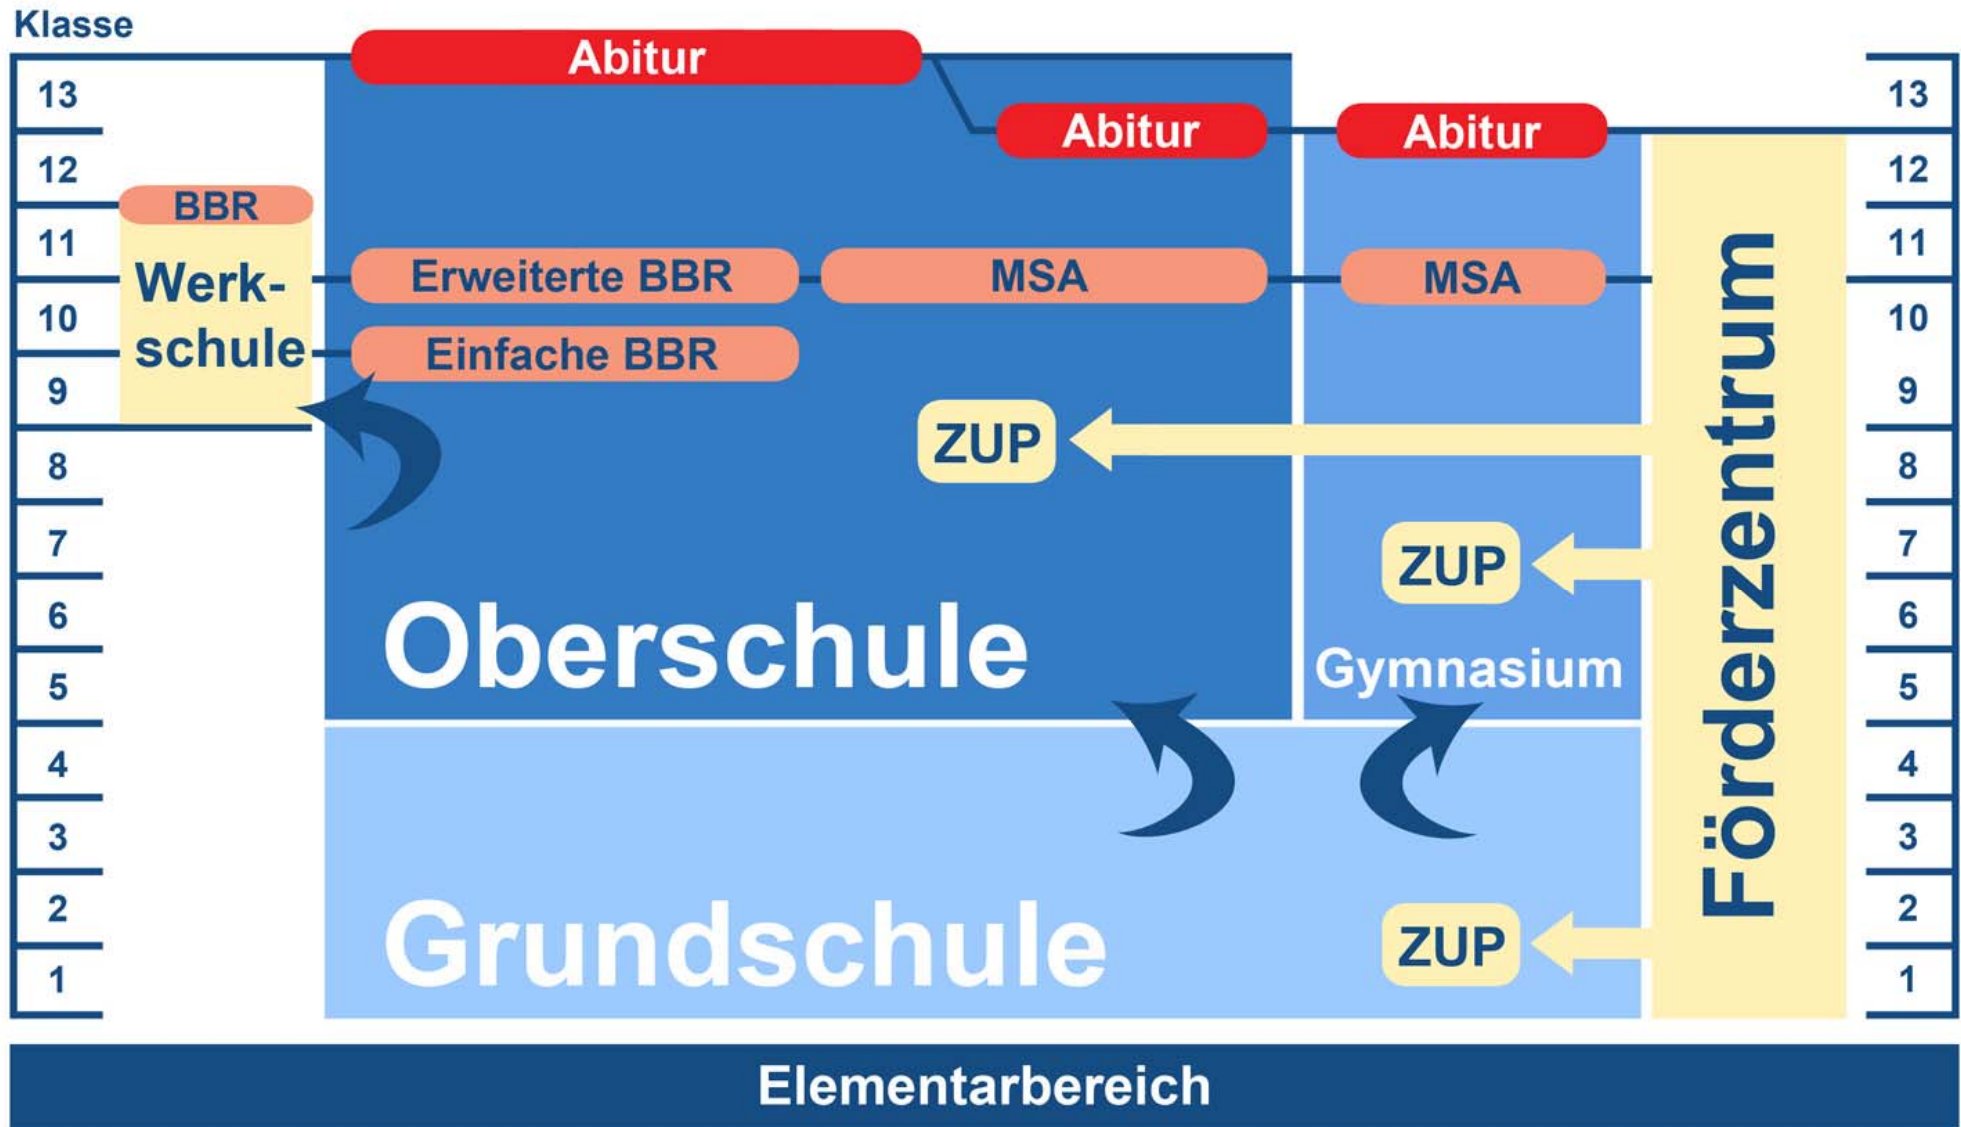 Klasse
Abitur
13
13
Abitur
Abitur
12
12
BBR
11
11
Werk-
schule
Erweiterte BBR
MSA
MSA
10
10
Einfache BBR
9
9
ZUP
8
8
7
7
ZUP
6
6
Oberschule
Gymnasium
5
5
Förderzentrum
4
4
3
3
2
2
Grundschule
ZUP
1
1
Elementarbereich